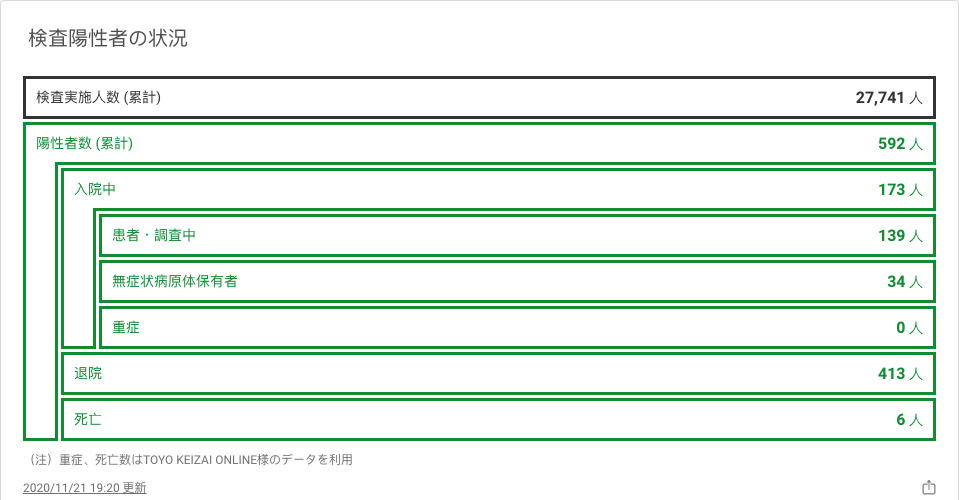 検査陽性者の状況
検査実施人数 (累計) 27,741 人
陽性者数 (累計) 592 人
入院中 173 人
患者・調査中 139 人
無症状病原体保有者 34 人
重症 0 人
退院 413 人
死亡 6 人
（注）重症、死亡数はTOYO KEIZAI ONLINE様のデータを利用
2020/11/21 19:20 更新